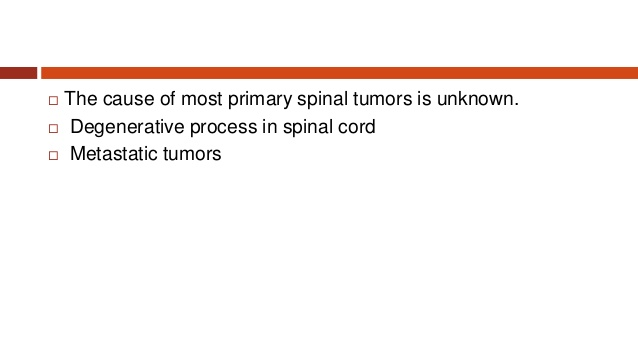 The cause of most primary spinal tumors is unknown.
Degenerative process in spinal cord
Metastatic tumors